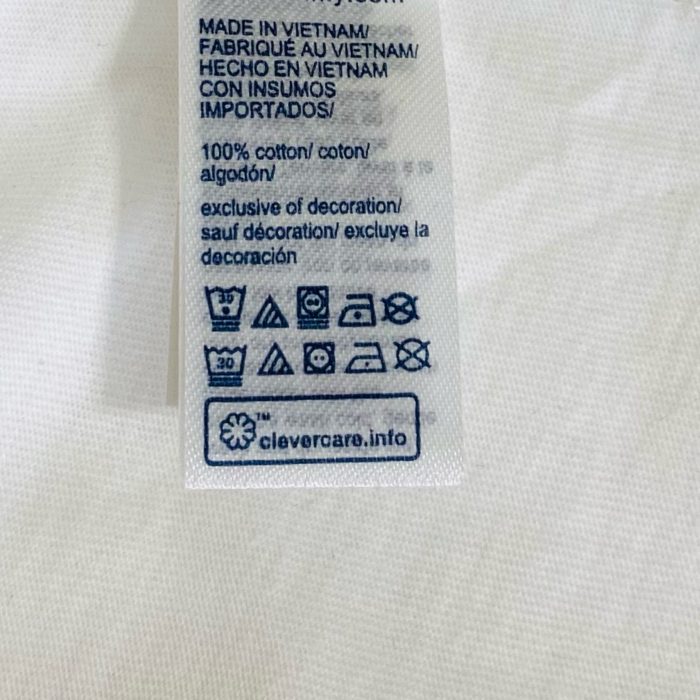 MADE IN VIETNAM/
FABRIQUÉ AU VIETNAM/
HECHO EN VIETNAM
CON INSUMOS
IMPORTADOS/
100% cotton/ coton/
algodón/
exclusive of decoration/
sauf décoration/ excluye la
decoración
30
30
™
clevercare.info